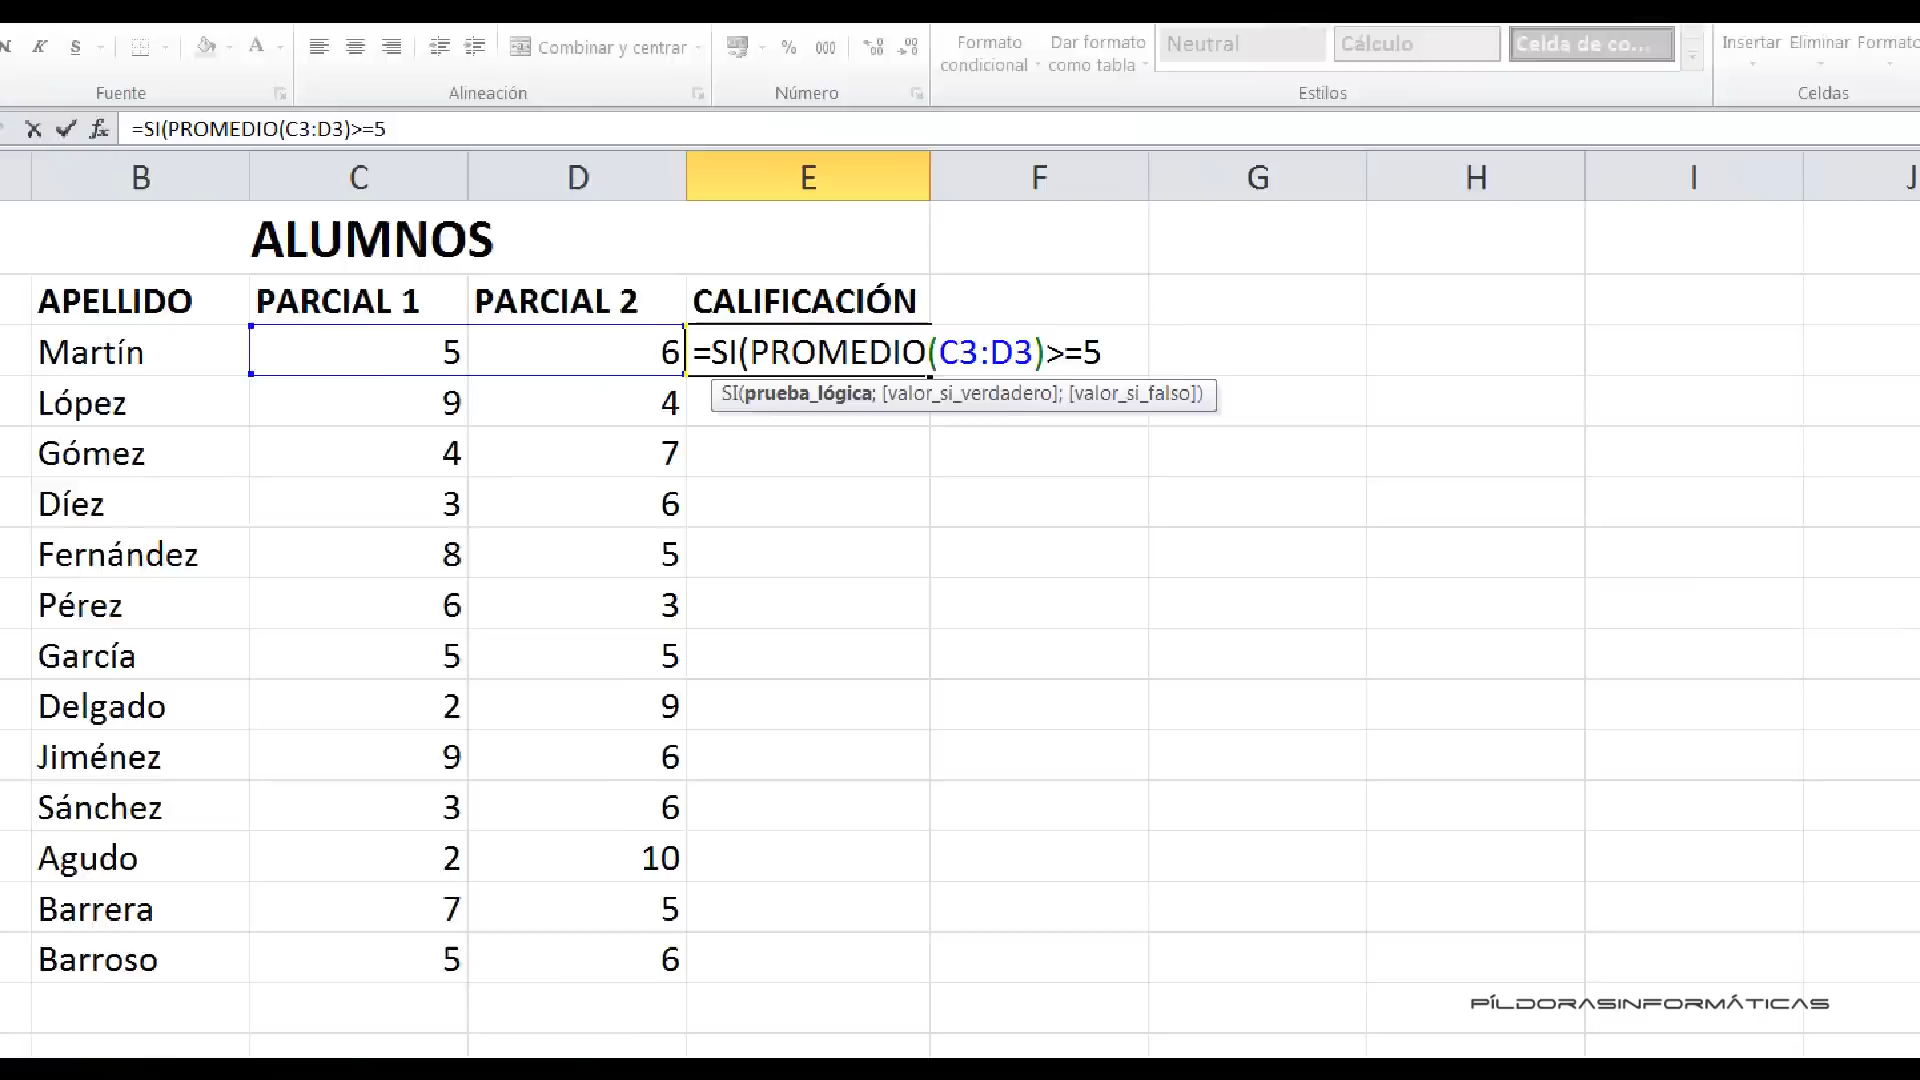 K S A Combinar y centrar % 000 Formato condicional Dar formato como tabla Neutral Cálculo Celda de co... Insertar Eliminar Formato
Fuente Alineación Número Estilos Celdas
fx =SI(PROMEDIO(C3:D3)>=5
B C D E F G H I J
ALUMNOS
APELLIDO PARCIAL 1 PARCIAL 2 CALIFICACIÓN
Martín 5 6 =SI(PROMEDIO(C3:D3)>=5
SI(prueba_lógica; [valor_si_verdadero]; [valor_si_falso])
López 9 4
Gómez 4 7
Díez 3 6
Fernández 8 5
Pérez 6 3
García 5 5
Delgado 2 9
Jiménez 9 6
Sánchez 3 6
Agudo 2 10
Barrera 7 5
Barroso 5 6
PÍLDORASINFORMÁTICAS